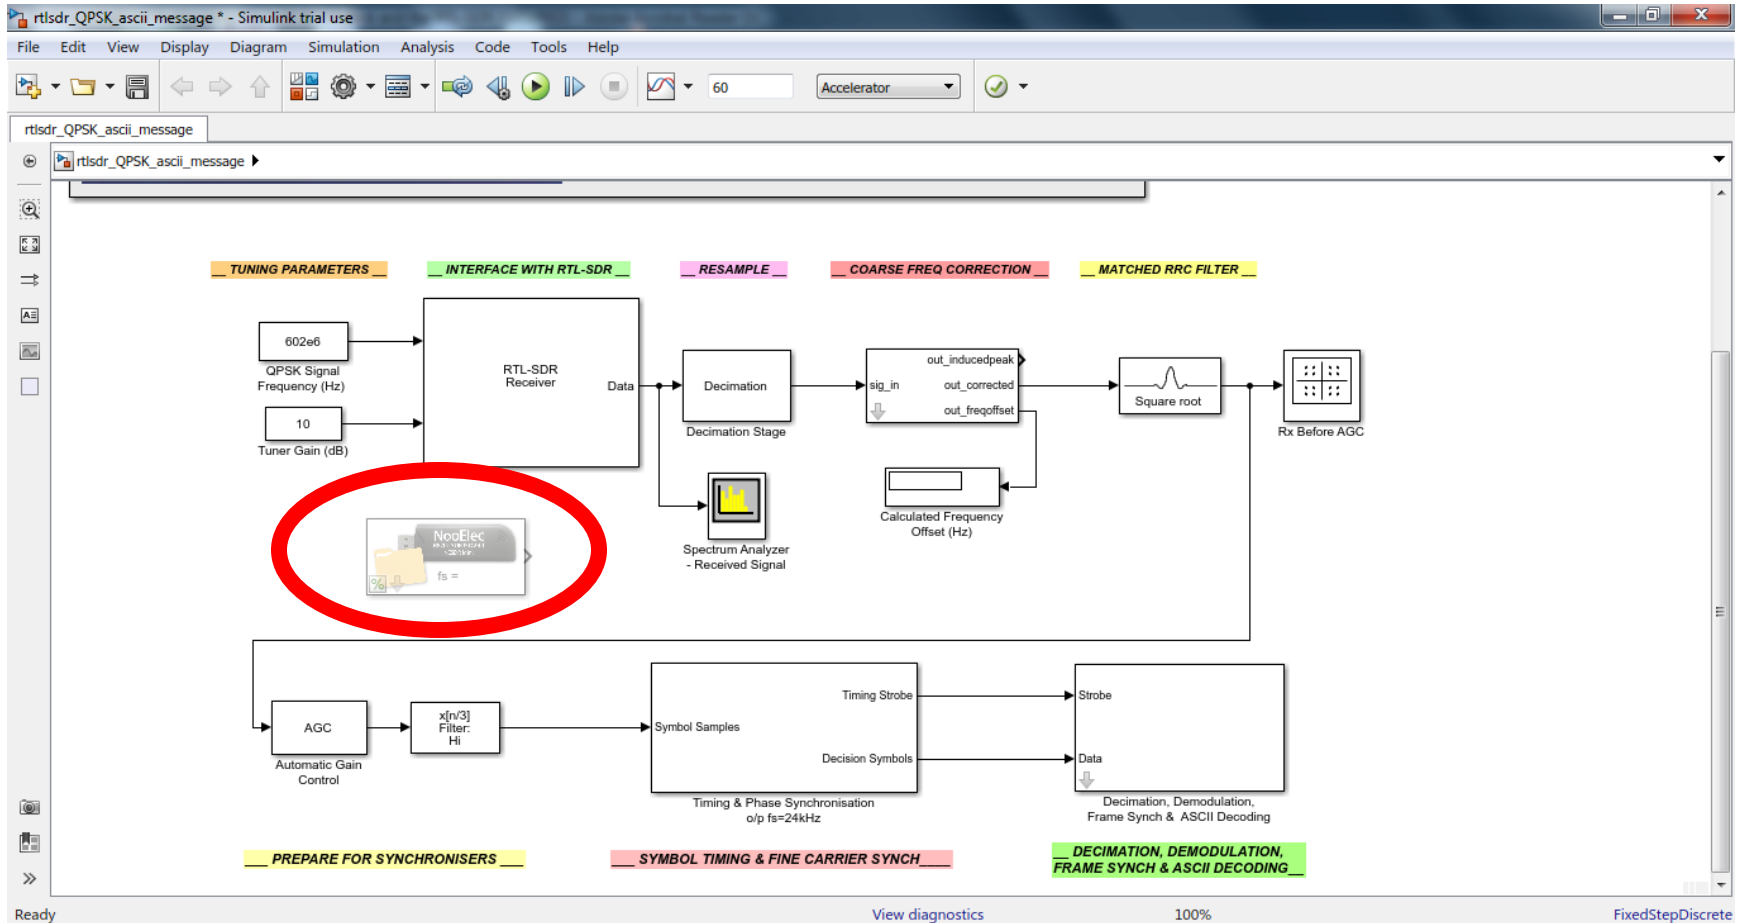 rtlsdr_QPSK_ascii_message * - Simulink trial use
File Edit View Display Diagram Simulation Analysis Code Tools Help
60 Accelerator
rtlsdr_QPSK_ascii_message
rtlsdr_QPSK_ascii_message
__ TUNING PARAMETERS __ __ INTERFACE WITH RTL-SDR __ __ RESAMPLE __ __ COARSE FREQ CORRECTION __ __ MATCHED RRC FILTER __
602e6
QPSK Signal
Frequency (Hz)
10
Tuner Gain (dB)
RTL-SDR
Receiver
Data
Decimation
Decimation Stage
sig_in
out_inducedpeak
out_corrected
out_freqoffset
Square root
Rx Before AGC
Calculated Frequency
Offset (Hz)
Spectrum Analyzer
- Received Signal
NooElec
fs =
AGC
Automatic Gain
Control
x[n/3]
Filter:
Hi
Symbol Samples
Timing Strobe
Decision Symbols
Timing & Phase Synchronisation
o/p fs=24kHz
Strobe
Data
Decimation, Demodulation,
Frame Synch & ASCII Decoding
___ PREPARE FOR SYNCHRONISERS ___ ___ SYMBOL TIMING & FINE CARRIER SYNCH____
__ DECIMATION, DEMODULATION,
FRAME SYNCH & ASCII DECODING__
Ready View diagnostics 100% FixedStepDiscrete